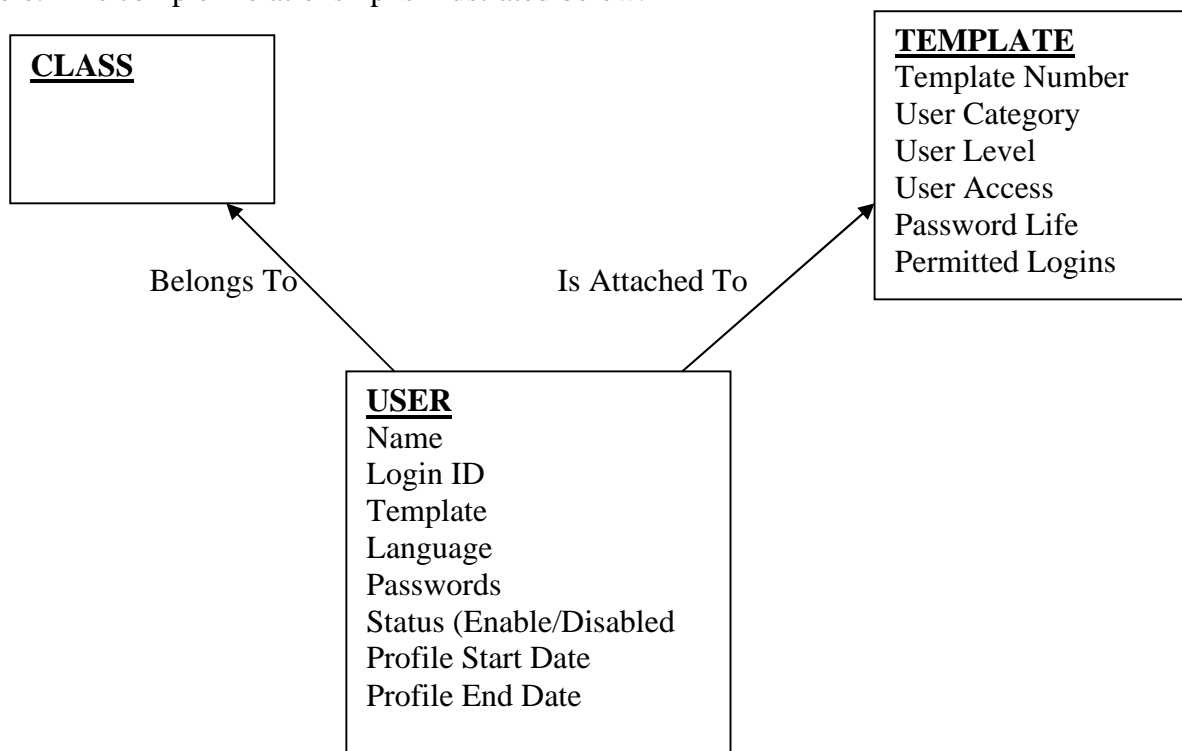 CLASS
TEMPLATE
Template Number
User Category
User Level
User Access
Password Life
Permitted Logins
Belongs To
Is Attached To
USER
Name
Login ID
Template
Language
Passwords
Status (Enable/Disabled
Profile Start Date
Profile End Date